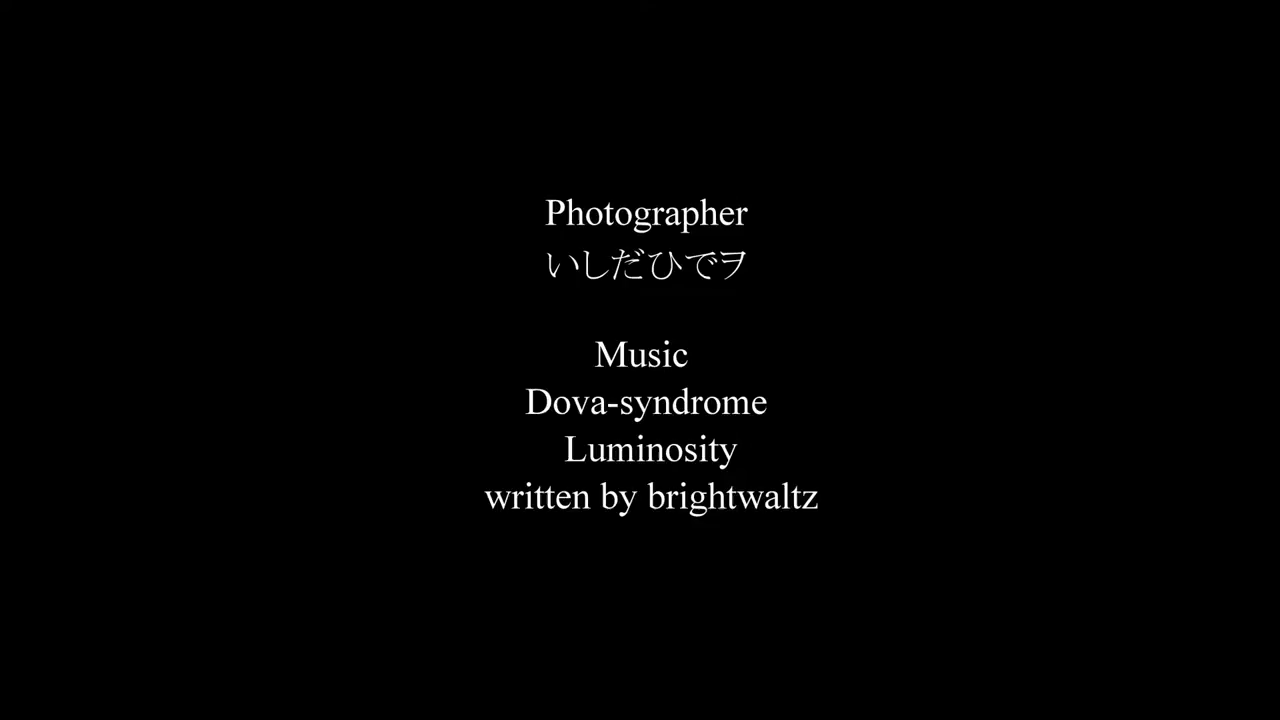 Photographer
いしだひでヲ
Music
Dova-syndrome
Luminosity
written by brightwaltz